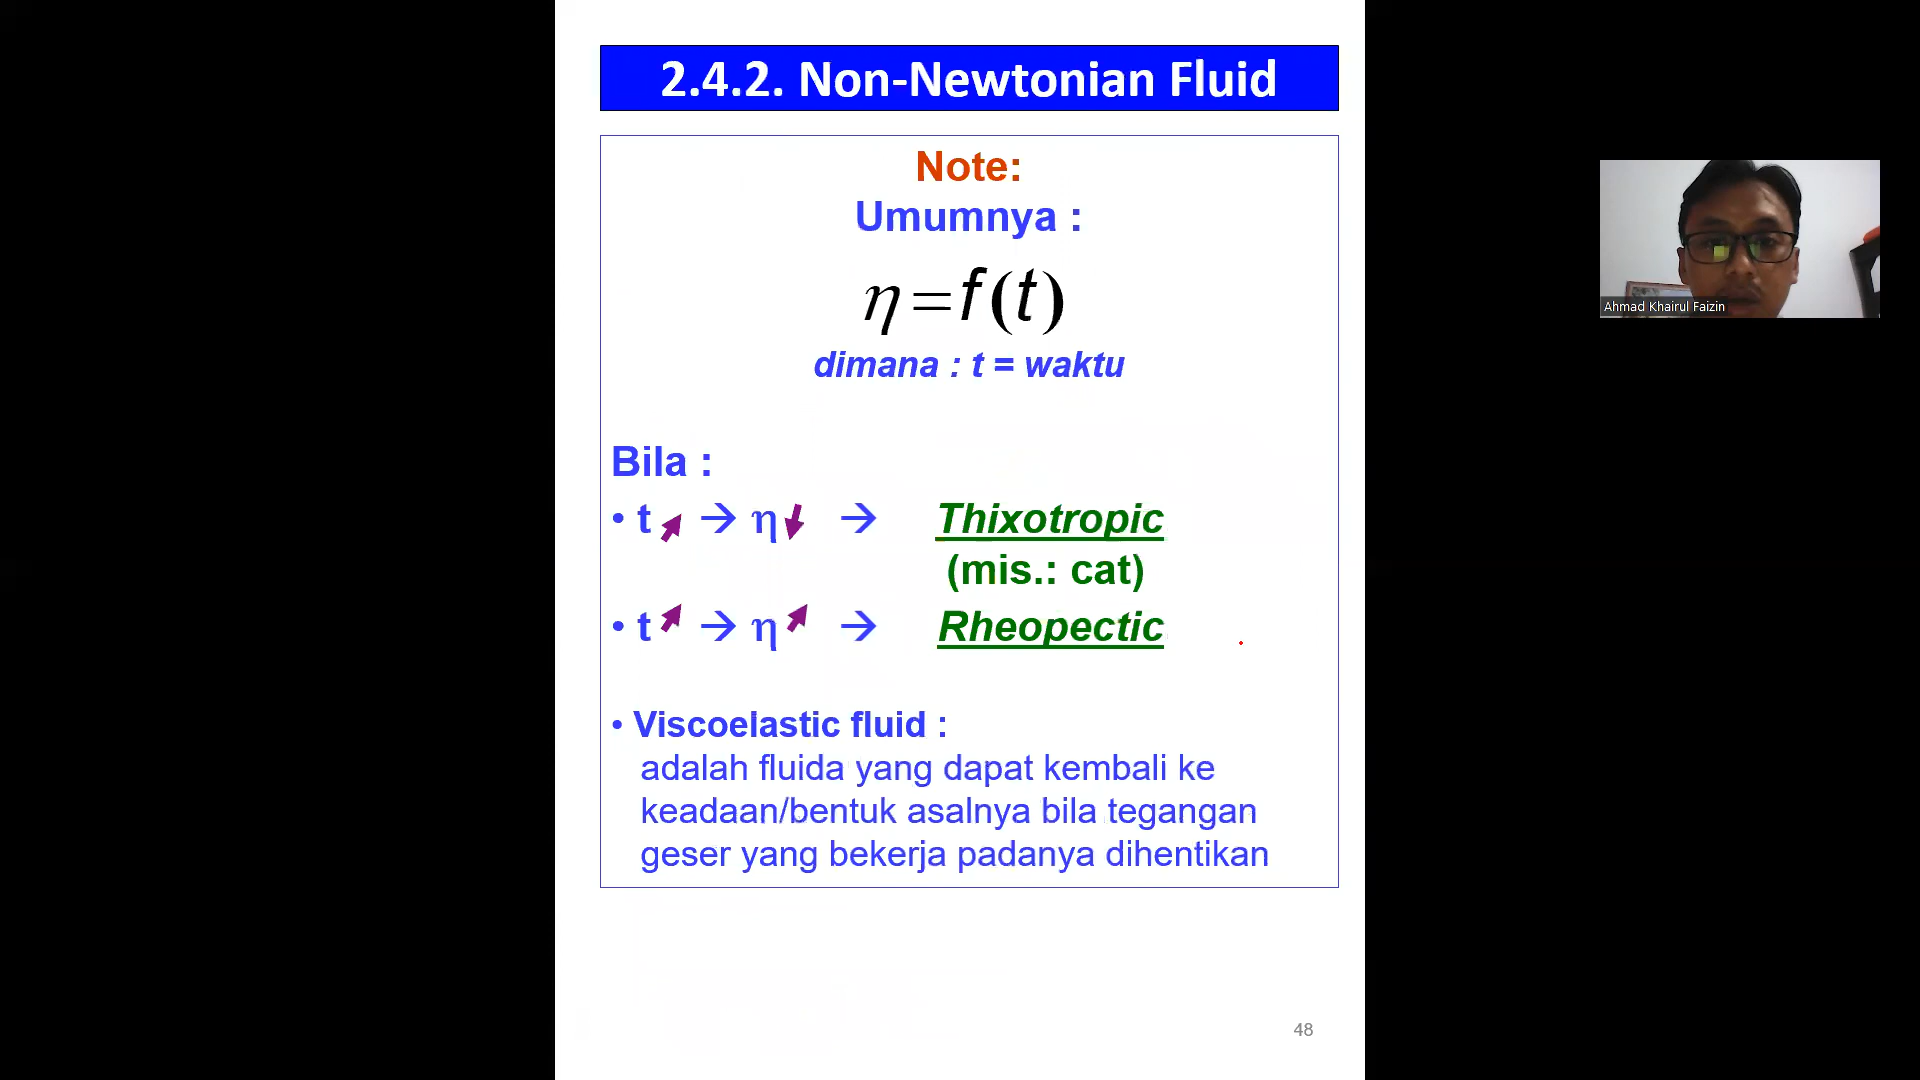 2.4.2. Non-Newtonian Fluid
Note:
Umumnya :
η = f(t)
dimana : t = waktu
Bila :
• t ↗ → η ↓ → Thixotropic
(mis.: cat)
• t ↗ → η ↗ → Rheopectic
• Viscoelastic fluid :
adalah fluida yang dapat kembali ke
keadaan/bentuk asalnya bila tegangan
geser yang bekerja padanya dihentikan
48
Ahmad Khairul Faizin